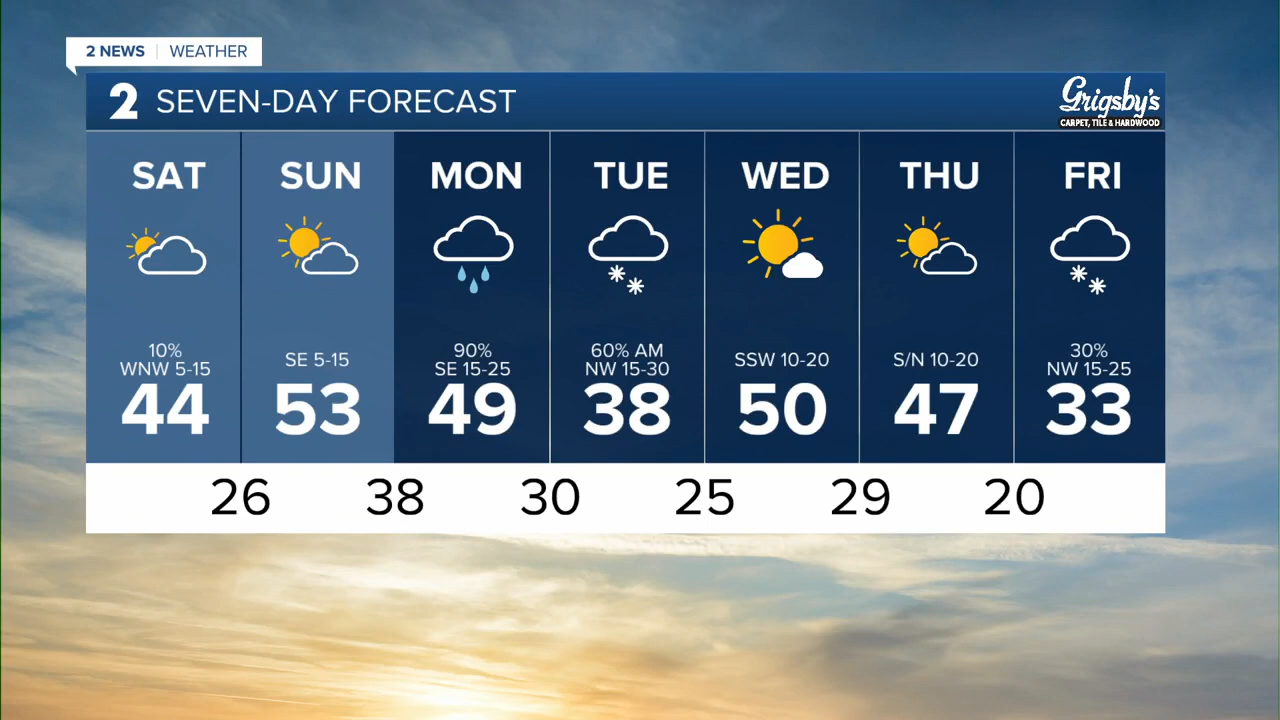 2 NEWS | WEATHER
2 SEVEN-DAY FORECAST
Grigsby's
CARPET, TILE & HARDWOOD
SAT SUN MON TUE WED THU FRI
10% 90% 60% AM 30%
WNW 5-15 SE 5-15 SE 15-25 NW 15-30 SSW 10-20 S/N 10-20 NW 15-25
44 53 49 38 50 47 33
26 38 30 25 29 20